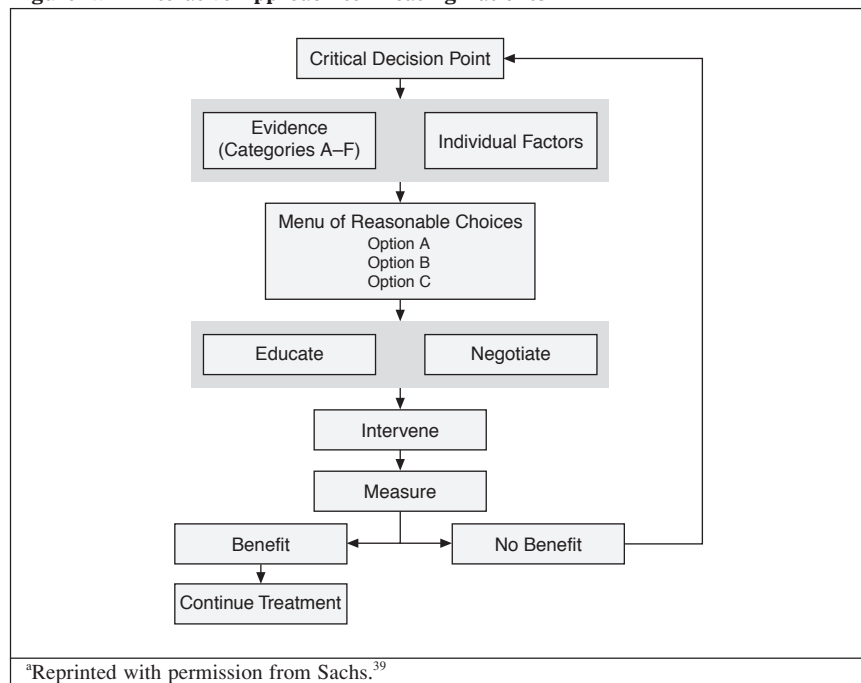 Critical Decision Point
Evidence
(Categories A–F)
Individual Factors
Menu of Reasonable Choices
Option A
Option B
Option C
Educate
Negotiate
Intervene
Measure
Benefit
No Benefit
Continue Treatment
ᵃReprinted with permission from Sachs.³⁹